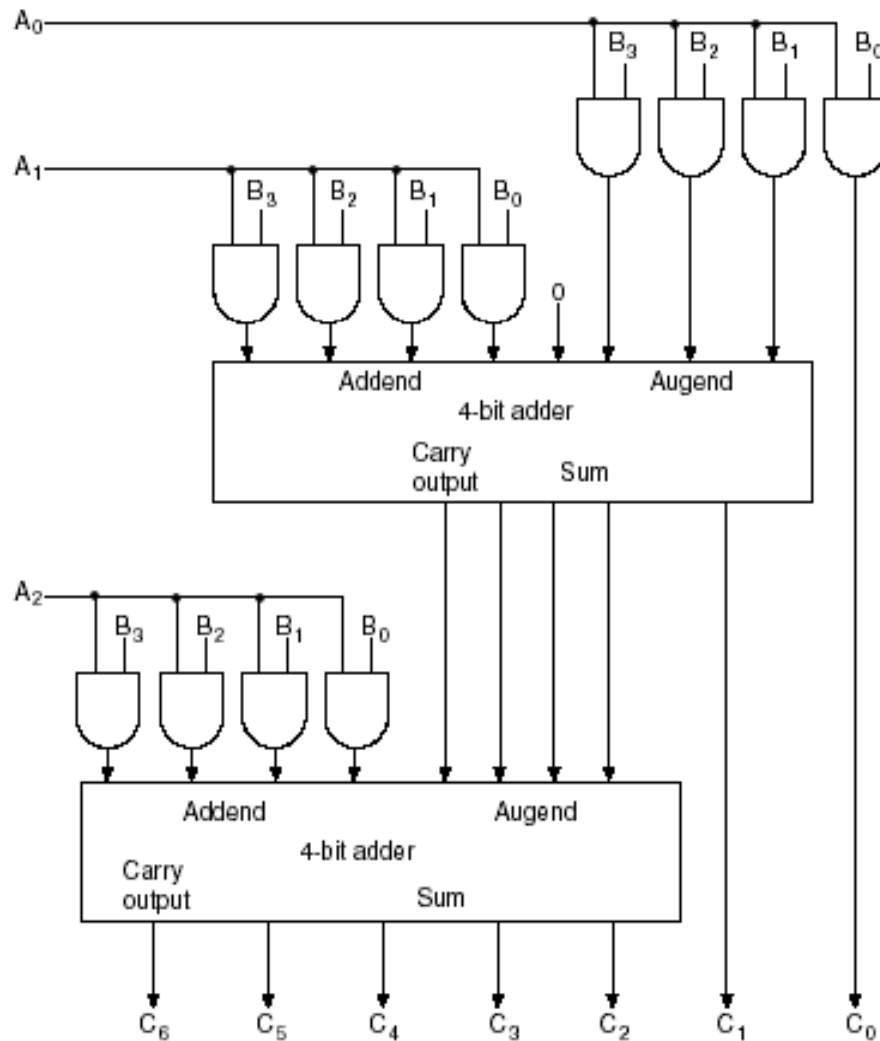 A0
B3 B2 B1 B0
A1
B3 B2 B1 B0
0
Addend Augend
4-bit adder
Carry output Sum
A2
B3 B2 B1 B0
Addend Augend
4-bit adder
Carry output Sum
C6 C5 C4 C3 C2 C1 C0